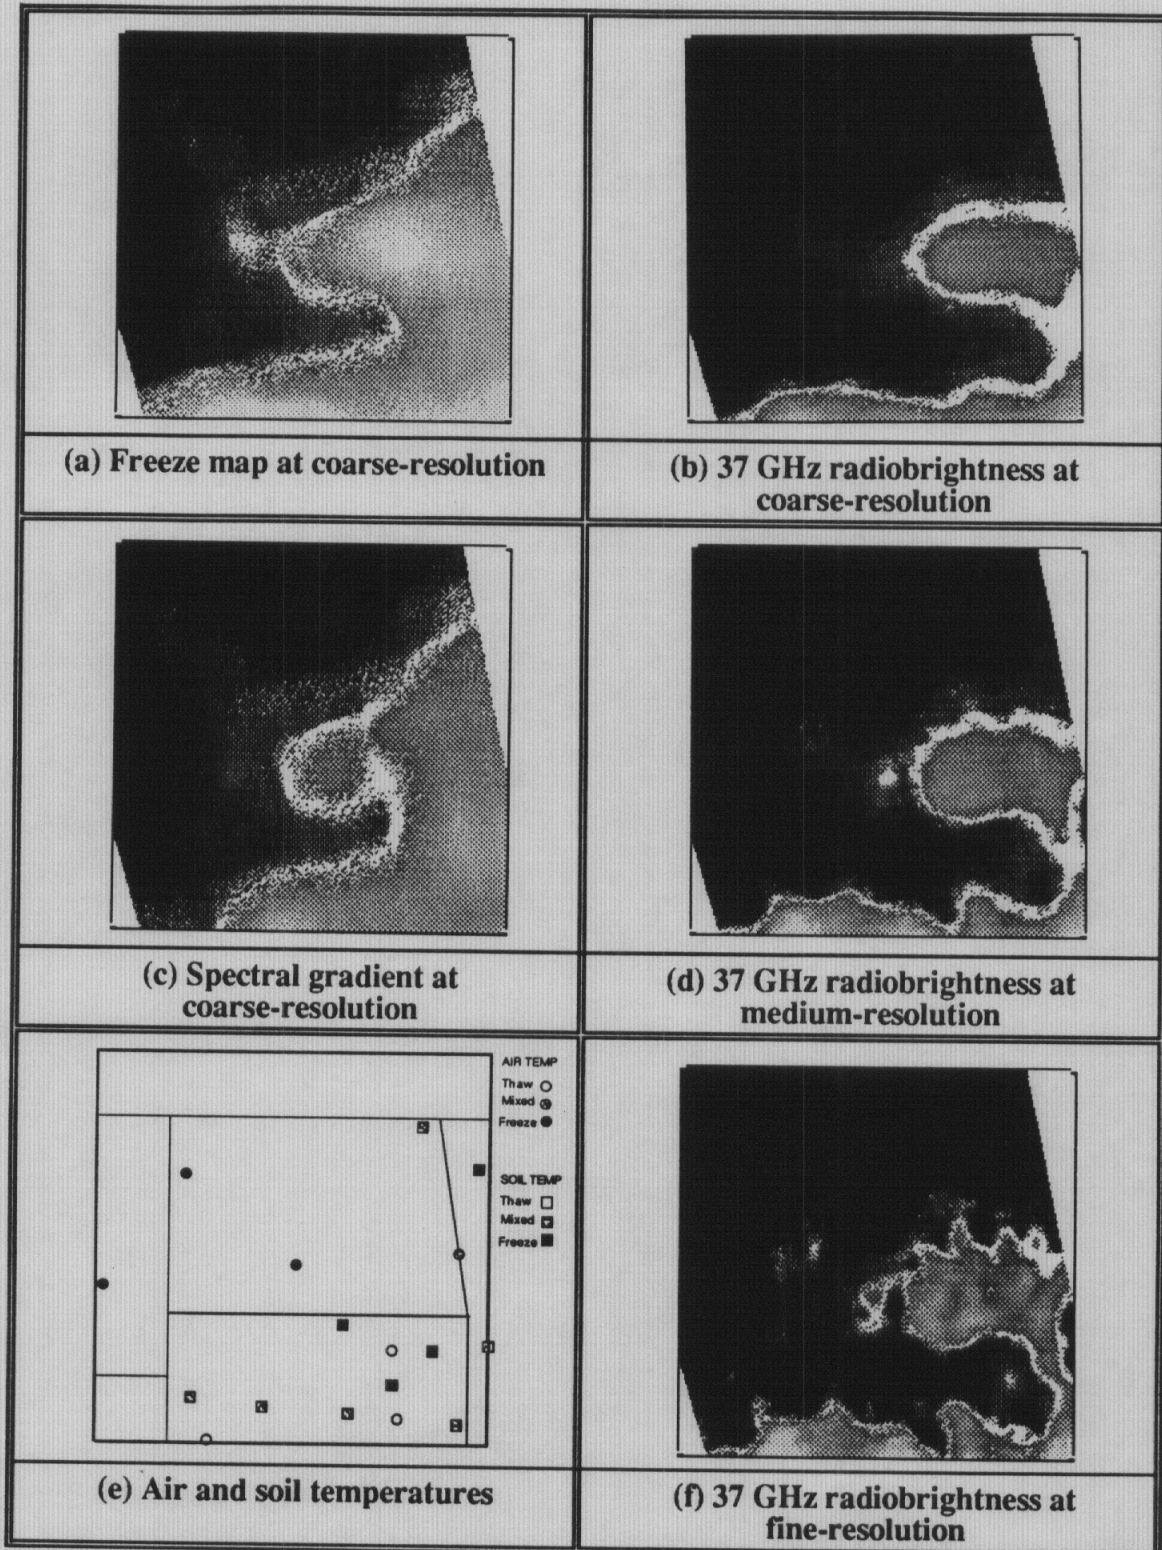 (a) Freeze map at coarse-resolution
(b) 37 GHz radiobrightness at
coarse-resolution
(c) Spectral gradient at
coarse-resolution
(d) 37 GHz radiobrightness at
medium-resolution
AIR TEMP
Thaw
Mixed
Freeze
SOIL TEMP
Thaw
Mixed
Freeze
(e) Air and soil temperatures
(f) 37 GHz radiobrightness at
fine-resolution